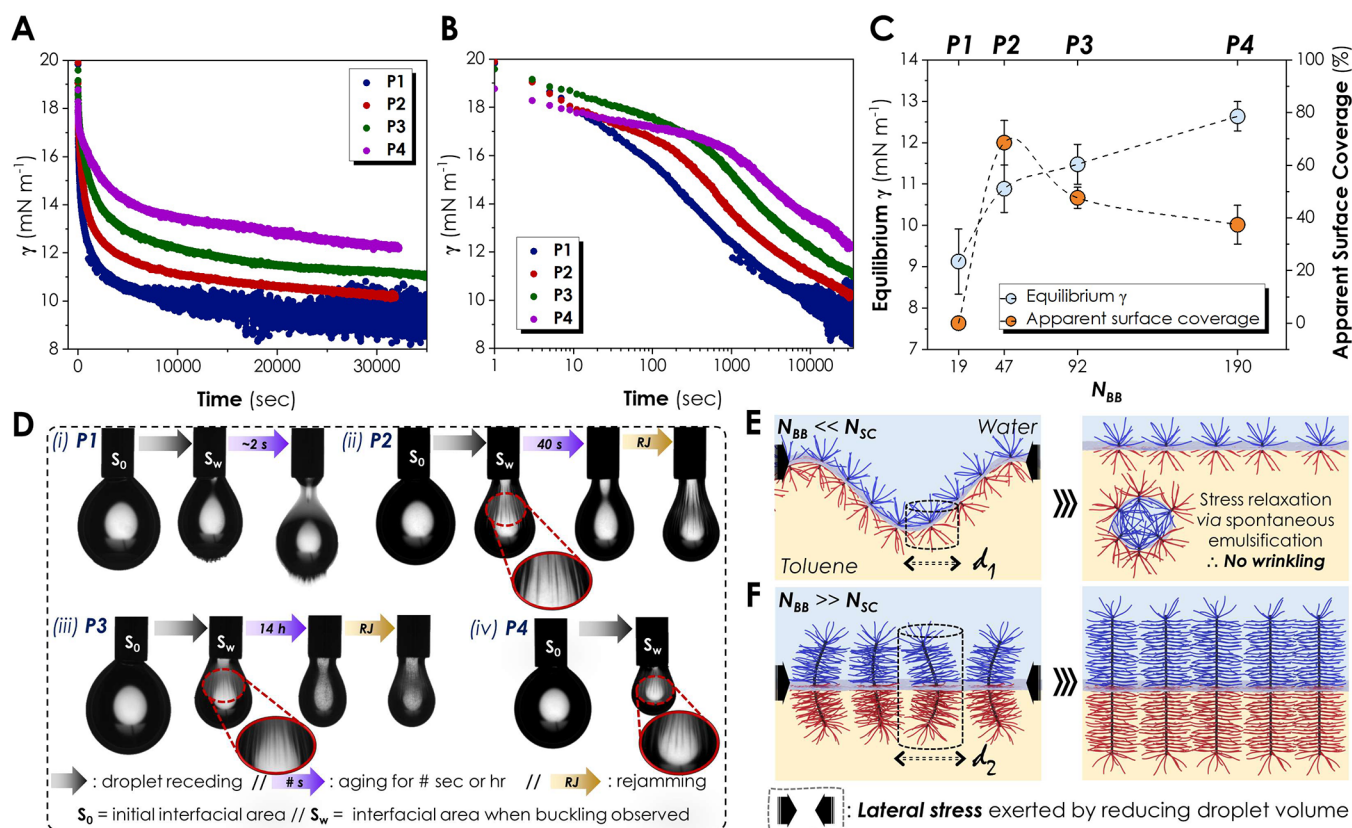 A
γ (mN m⁻¹)
20
18
16
14
12
10
8
P1
P2
P3
P4
0
10000
20000
30000
Time (sec)
B
γ (mN m⁻¹)
20
18
16
14
12
10
8
P1
P2
P3
P4
1
10
100
1000
10000
Time (sec)
C
P1 P2 P3 P4
Equilibrium γ (mN m⁻¹)
14
13
12
11
10
9
8
7
Equilibrium γ
Apparent surface coverage
100
80
60
40
20
0
Apparent Surface Coverage (%)
19
47
92
190
N_BB
D
(i) P1
S₀
S_w
~2 s
(ii) P2
S₀
S_w
40 s
RJ
(iii) P3
S₀
S_w
14 h
RJ
(iv) P4
S₀
S_w
: droplet receding // # s : aging for # sec or hr // RJ : rejamming
S₀ = initial interfacial area // S_w = interfacial area when buckling observed
E
N_BB << N_SC
Water
Toluene
d₁
Stress relaxation
via spontaneous
emulsification
∴ No wrinkling
F
N_BB >> N_SC
d₂
: Lateral stress exerted by reducing droplet volume